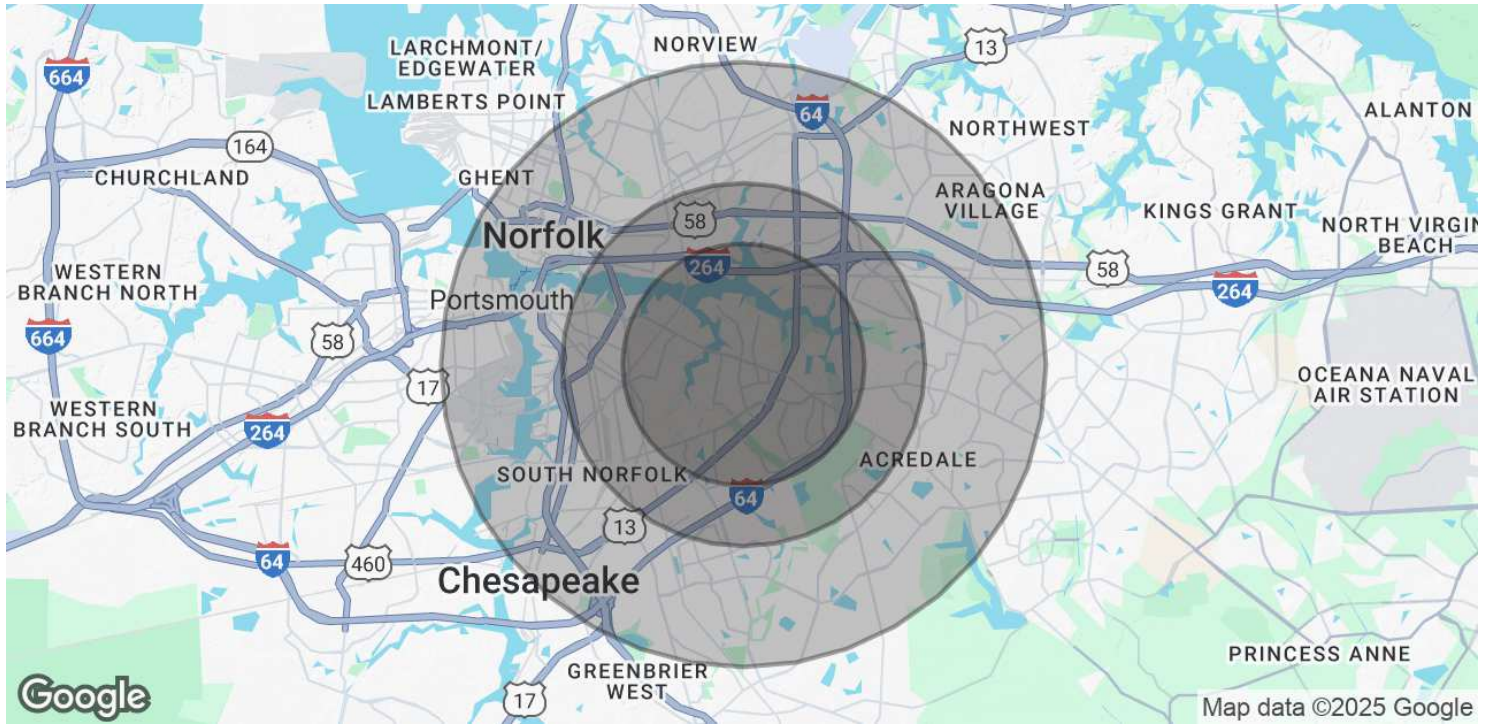 LARCHMONT/
EDGEWATER
NORVIEW
13
664
LAMBERTS POINT
64
ALANTON
NORTHWEST
164
CHURCHLAND
GHENT
ARAGONA
VILLAGE
KINGS GRANT
58
Norfolk
NORTH VIRGIN
BEACH
264
58
264
WESTERN
BRANCH NORTH
Portsmouth
664
58
17
OCEANA NAVAL
AIR STATION
WESTERN
BRANCH SOUTH
264
SOUTH NORFOLK
ACREDALE
64
13
64
460
Chesapeake
PRINCESS ANNE
GREENBRIER
WEST
17
Google
Map data ©2025 Google